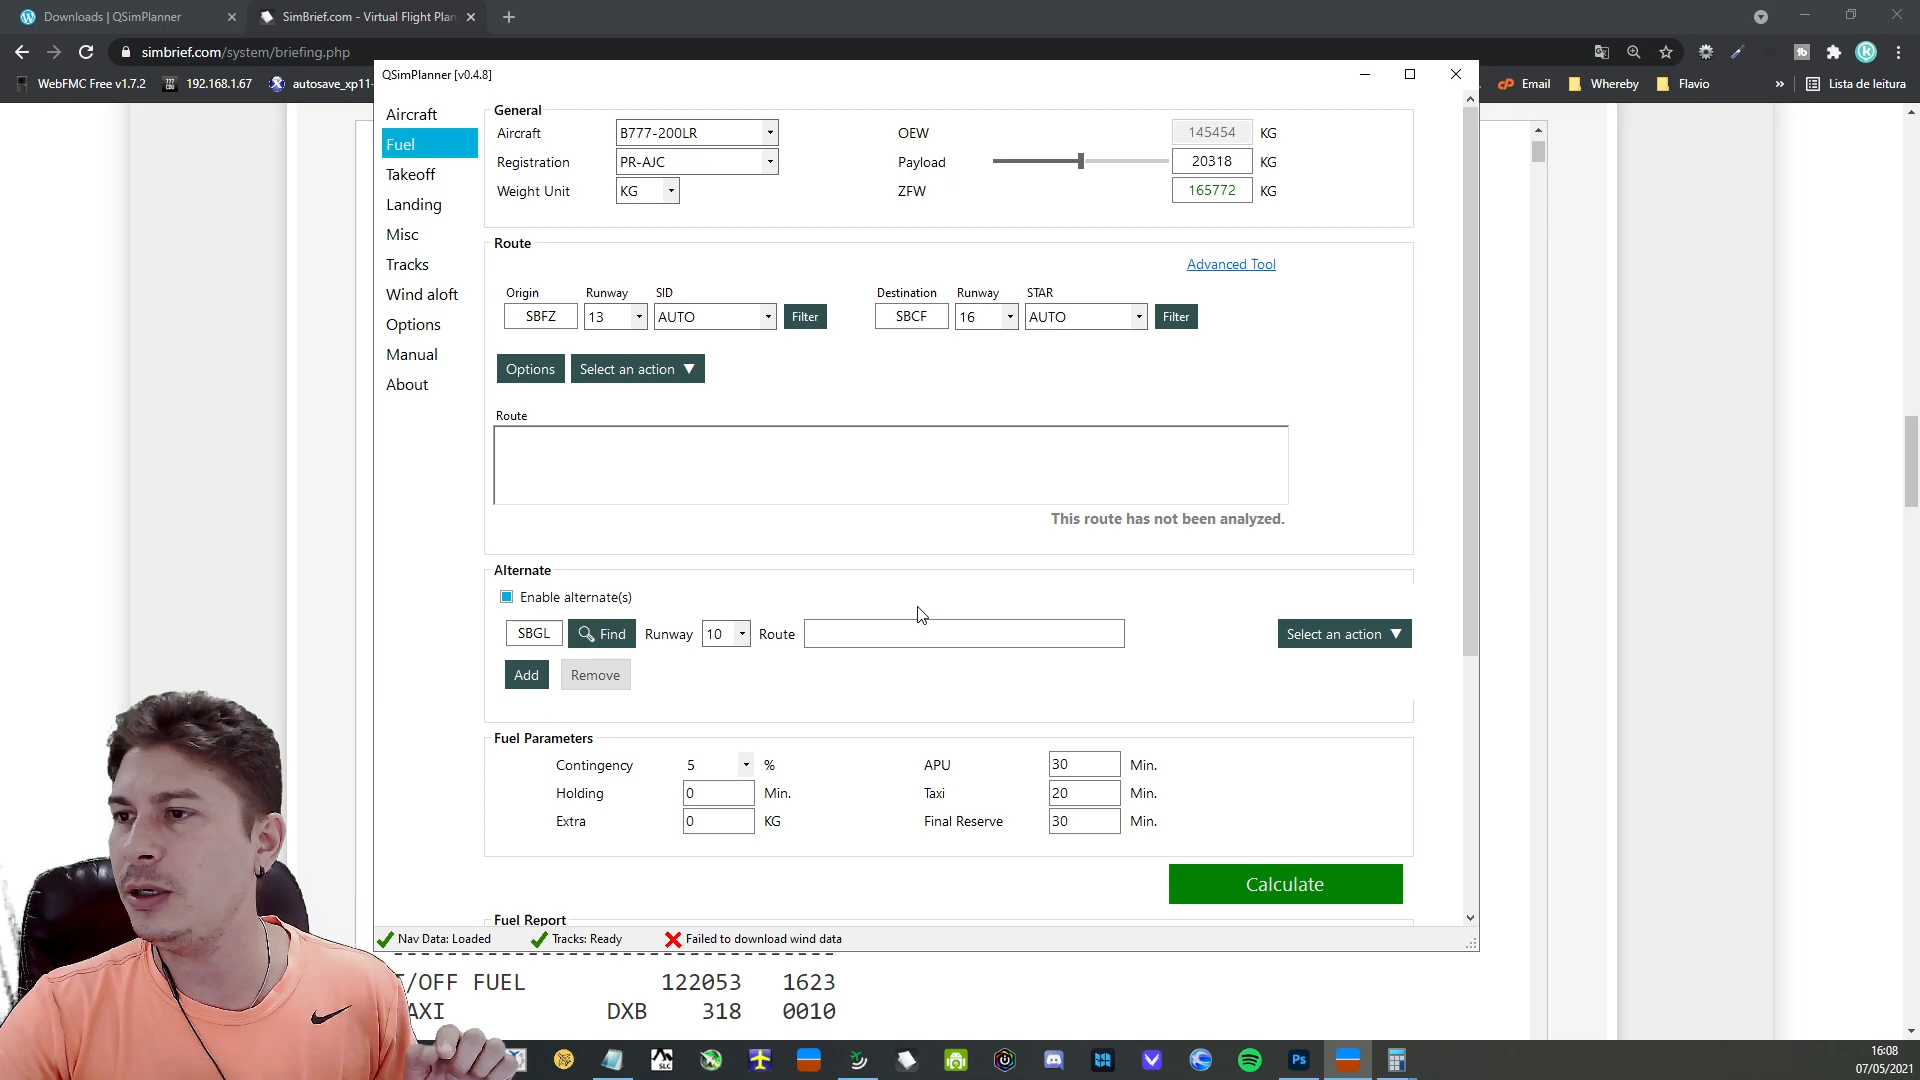 Downloads | QSimPlanner
SimBrief.com - Virtual Flight Plan
simbrief.com/system/briefing.php
WebFMC Free v1.7.2
192.168.1.67
autosave_xp11-
Email
Whereby
Flavio
»
Lista de leitura
QSimPlanner [v0.4.8]
Aircraft
Fuel
Takeoff
Landing
Misc
Tracks
Wind aloft
Options
Manual
About
General
Aircraft B777-200LR OEW 145454 KG
Registration PR-AJC Payload 20318 KG
Weight Unit KG ZFW 165772 KG
Route
Advanced Tool
Origin Runway SID Destination Runway STAR
SBFZ 13 AUTO Filter SBCF 16 AUTO Filter
Options Select an action ▼
Route
This route has not been analyzed.
Alternate
Enable alternate(s)
SBGL Find Runway 10 Route Select an action ▼
Add Remove
Fuel Parameters
Contingency 5 % APU 30 Min.
Holding 0 Min. Taxi 20 Min.
Extra 0 KG Final Reserve 30 Min.
Calculate
Fuel Report
Nav Data: Loaded Tracks: Ready Failed to download wind data
/OFF FUEL 122053 1623
AXI DXB 318 0010
SLC
Ps
16:08
07/05/2021